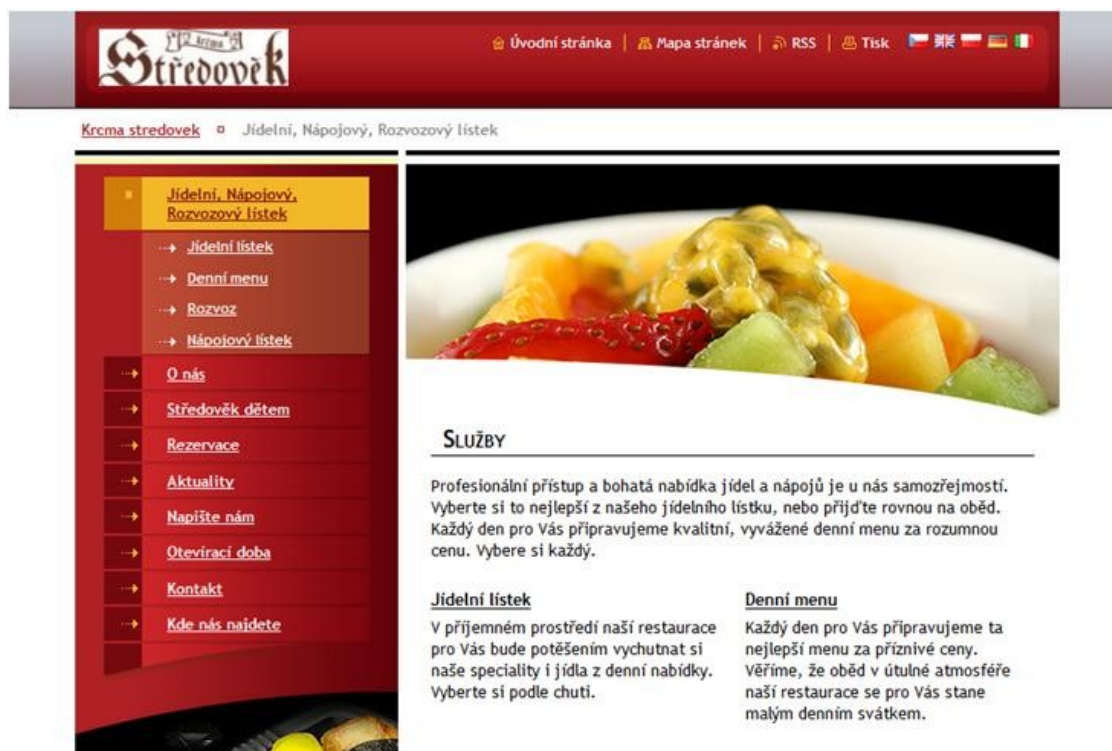 krčma
Středověk
Úvodní stránka | Mapa stránek | RSS | Tisk
Krcma stredovek Jídelní, Nápojový, Rozvozový lístek
Jídelní, Nápojový,
Rozvozový lístek
Jídelní lístek
Denní menu
Rozvoz
Nápojový lístek
O nás
Středověk dětem
Rezervace
Aktuality
Napište nám
Otevírací doba
Kontakt
Kde nás najdete
Služby
Profesionální přístup a bohatá nabídka jídel a nápojů je u nás samozřejmostí.
Vyberte si to nejlepší z našeho jídelního lístku, nebo přijďte rovnou na oběd.
Každý den pro Vás připravujeme kvalitní, vyvážené denní menu za rozumnou
cenu. Vybere si každý.
Jídelní lístek
V příjemném prostředí naší restaurace
pro Vás bude potěšením vychutnat si
naše speciality i jídla z denní nabídky.
Vyberte si podle chuti.
Denní menu
Každý den pro Vás připravujeme ta
nejlepší menu za příznivé ceny.
Věříme, že oběd v útulné atmosféře
naší restaurace se pro Vás stane
malým denním svátkem.